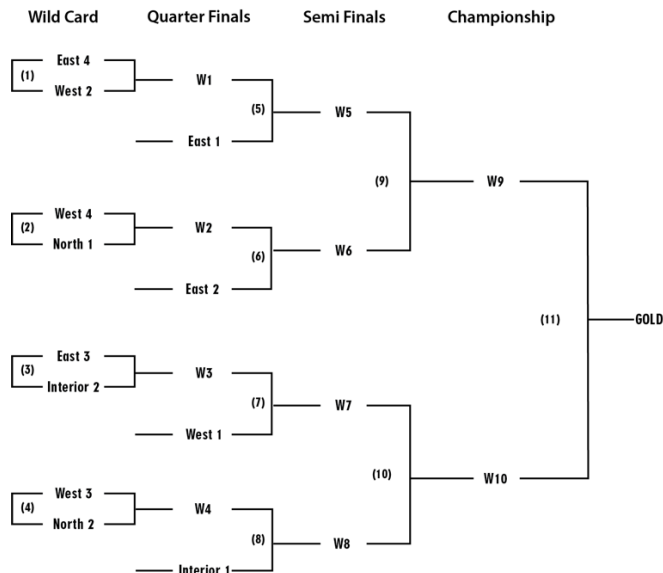 Wild Card Quarter Finals Semi Finals Championship
East 4
(1)
West 2
W1
(5)
East 1
W5
West 4
(2)
North 1
W2
(6)
East 2
W6
(9)
W9
East 3
(3)
Interior 2
W3
(7)
West 1
W7
West 3
(4)
North 2
W4
(8)
Interior 1
W8
(10)
W10
(11)
GOLD